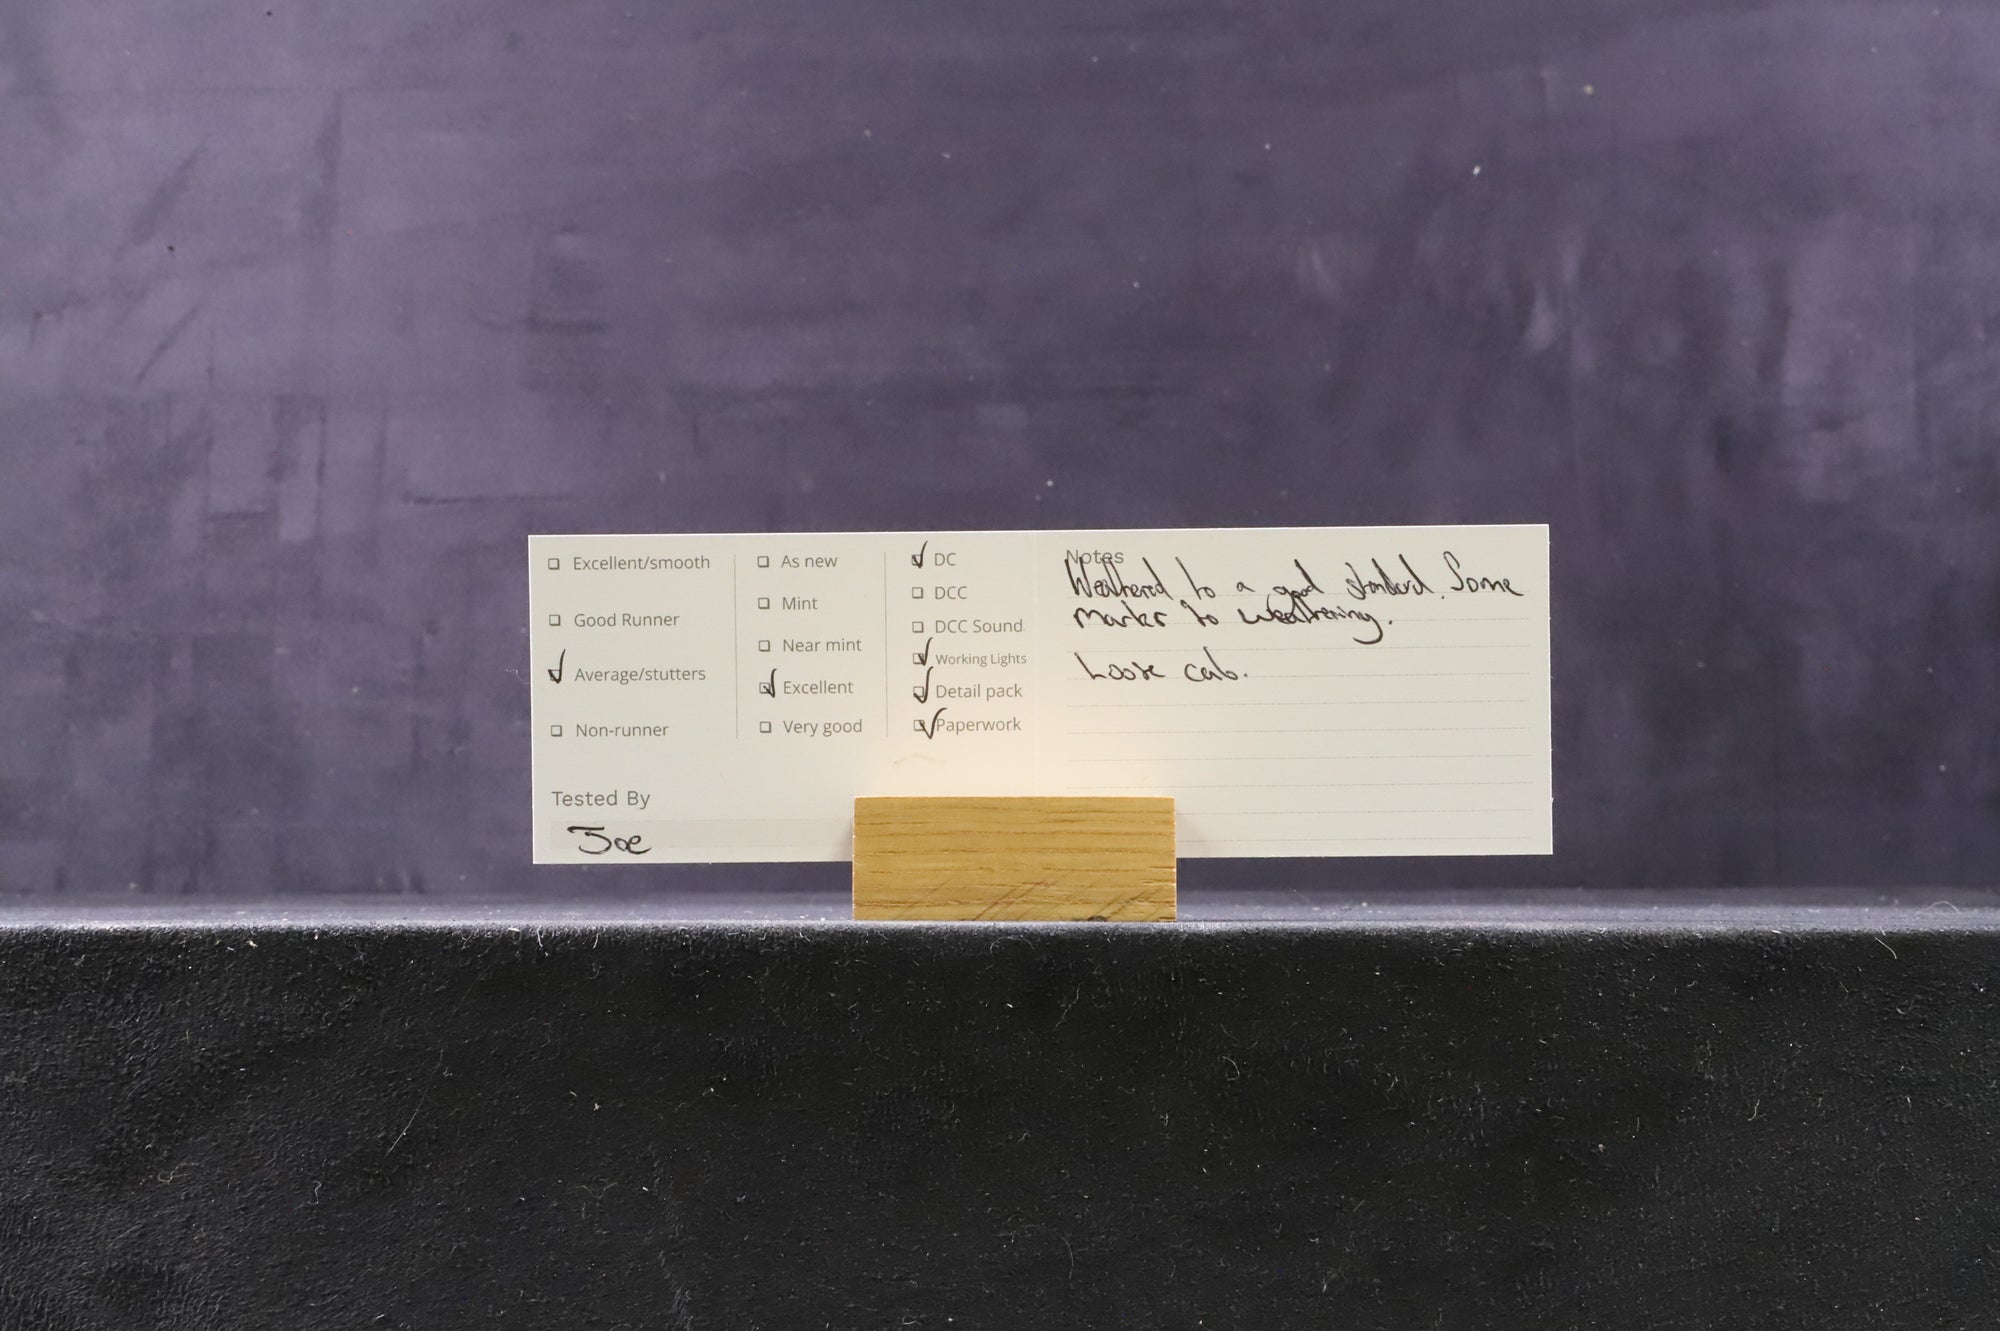 Excellent/smooth
Good Runner
Average/stutters
Non-runner
As new
Mint
Near mint
Excellent
Very good
DC
DCC
DCC Sound
Working Lights
Detail pack
Paperwork
Tested By
Joe
Notes
Weathered to a good standard. Some
marks to weathering.
Loose cab.